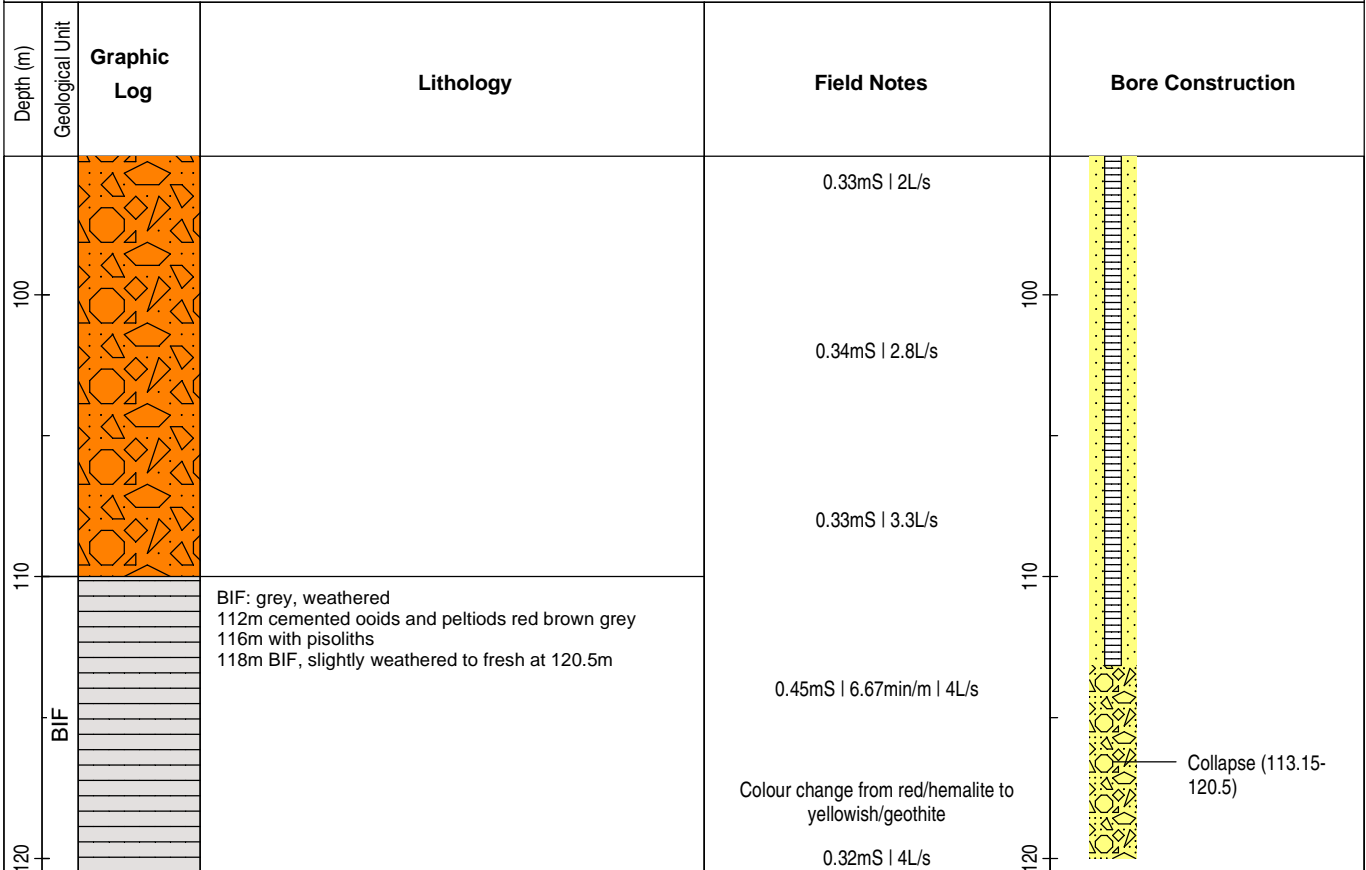 Depth (m)
Geological Unit
Graphic
Log
Lithology
Field Notes
Bore Construction
0.33mS | 2L/s
100
100
0.34mS | 2.8L/s
0.33mS | 3.3L/s
110
110
BIF: grey, weathered
112m cemented ooids and peltiods red brown grey
116m with pisoliths
118m BIF, slightly weathered to fresh at 120.5m
0.45mS | 6.67min/m | 4L/s
BIF
Collapse (113.15-
120.5)
Colour change from red/hemalite to
yellowish/geothite
120
0.32mS | 4L/s
120